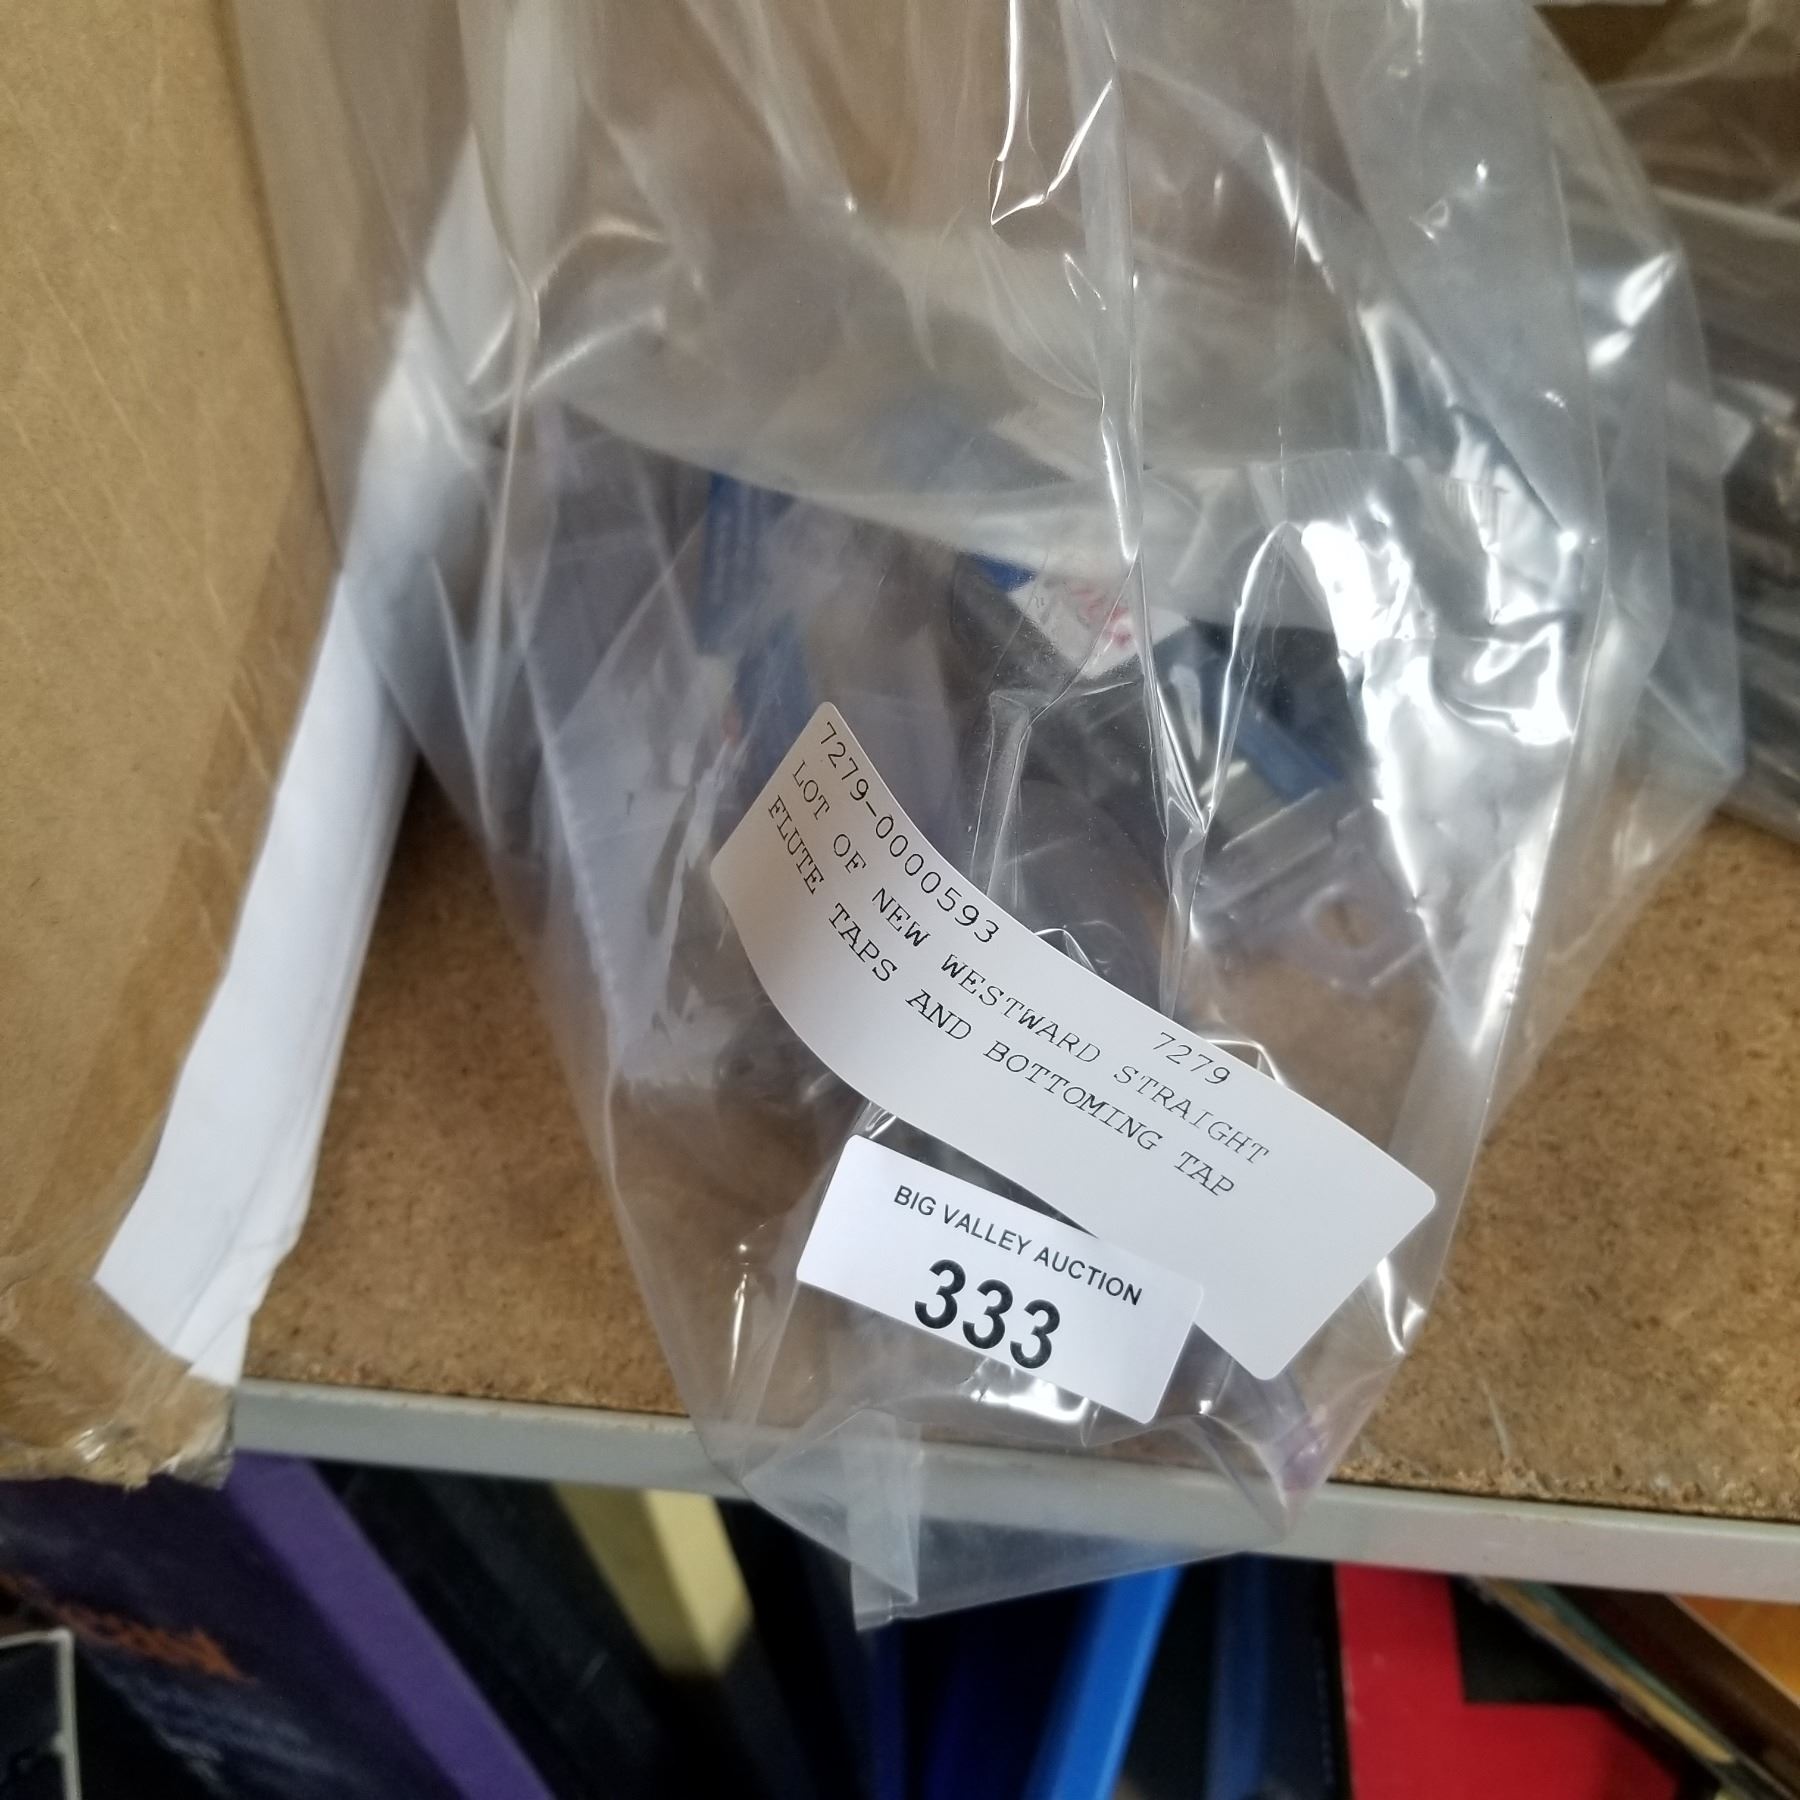 7279-0000593 7279
LOT OF NEW WESTWARD STRAIGHT
FLUTE TAPS AND BOTTOMING TAP
BIG VALLEY AUCTION
333